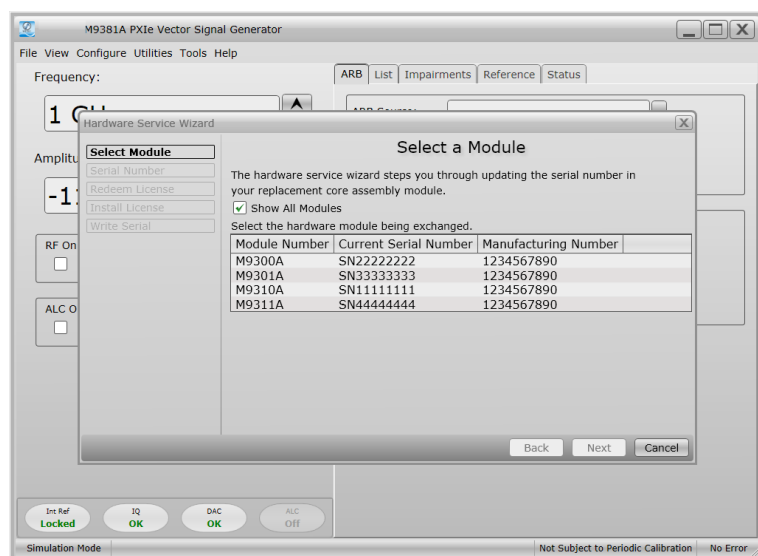 M9381A PXIe Vector Signal Generator
File View Configure Utilities Tools Help
Frequency:
ARB List Impairments Reference Status
1
Hardware Service Wizard
X
Select Module
Serial Number
Redeem License
Install License
Write Serial
Select a Module
The hardware service wizard steps you through updating the serial number in
your replacement core assembly module.
Show All Modules
Select the hardware module being exchanged.
Module Number Current Serial Number Manufacturing Number
M9300A SN22222222 1234567890
M9301A SN33333333 1234567890
M9310A SN11111111 1234567890
M9311A SN44444444 1234567890
RF On
ALC O
Back Next Cancel
Int Ref
Locked
IQ
OK
DAC
OK
ALC
Off
Simulation Mode Not Subject to Periodic Calibration No Error